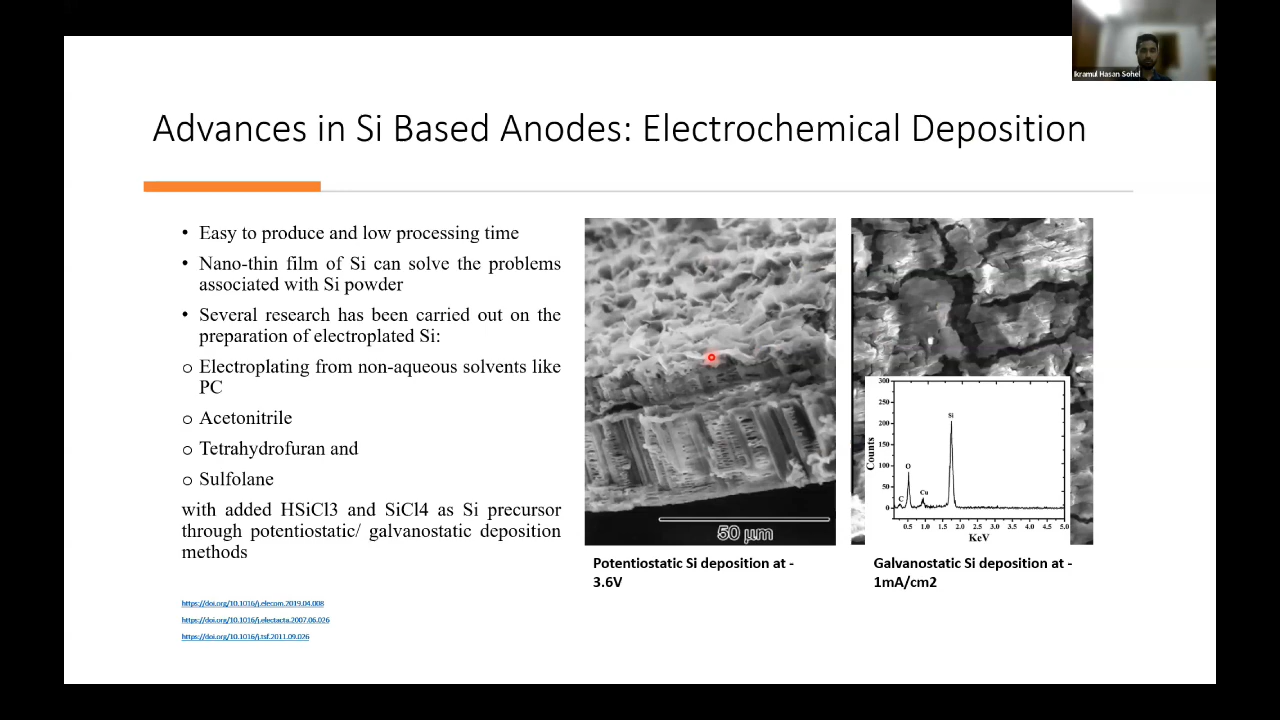 Ikramul Hasan Sohel
Advances in Si Based Anodes: Electrochemical Deposition
• Easy to produce and low processing time
• Nano-thin film of Si can solve the problems
associated with Si powder
• Several research has been carried out on the
preparation of electroplated Si:
o Electroplating from non-aqueous solvents like
PC
o Acetonitrile
o Tetrahydrofuran and
o Sulfolane
with added HSiCl3 and SiCl4 as Si precursor
through potentiostatic/ galvanostatic deposition
methods
https://doi.org/10.1016/j.elecom.2019.04.008
https://doi.org/10.1016/j.electacta.2007.06.026
https://doi.org/10.1016/j.tsf.2011.09.026
50 µm
Potentiostatic Si deposition at -
3.6V
300
250
200
150
100
50
0
Counts
C
O
Cu
Si
0.5 1.0 1.5 2.0 2.5 3.0 3.5 4.0 4.5 5.0
KeV
Galvanostatic Si deposition at -
1mA/cm2